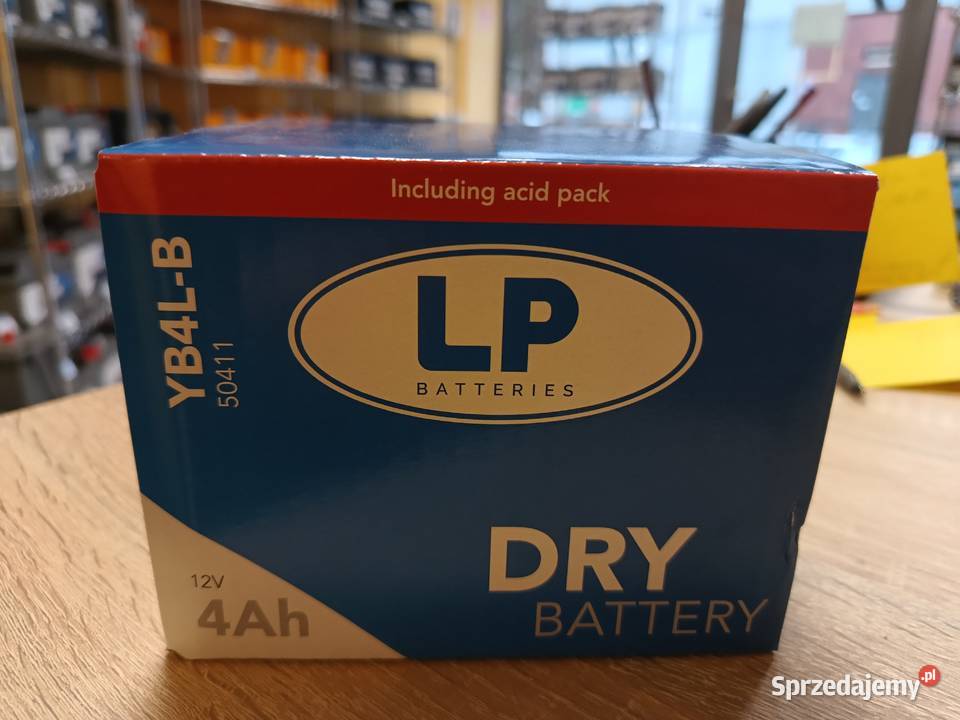 Including acid pack
YB4L-B
50411
LP
BATTERIES
DRY
BATTERY
12V
4Ah
Sprzedajemy.pl